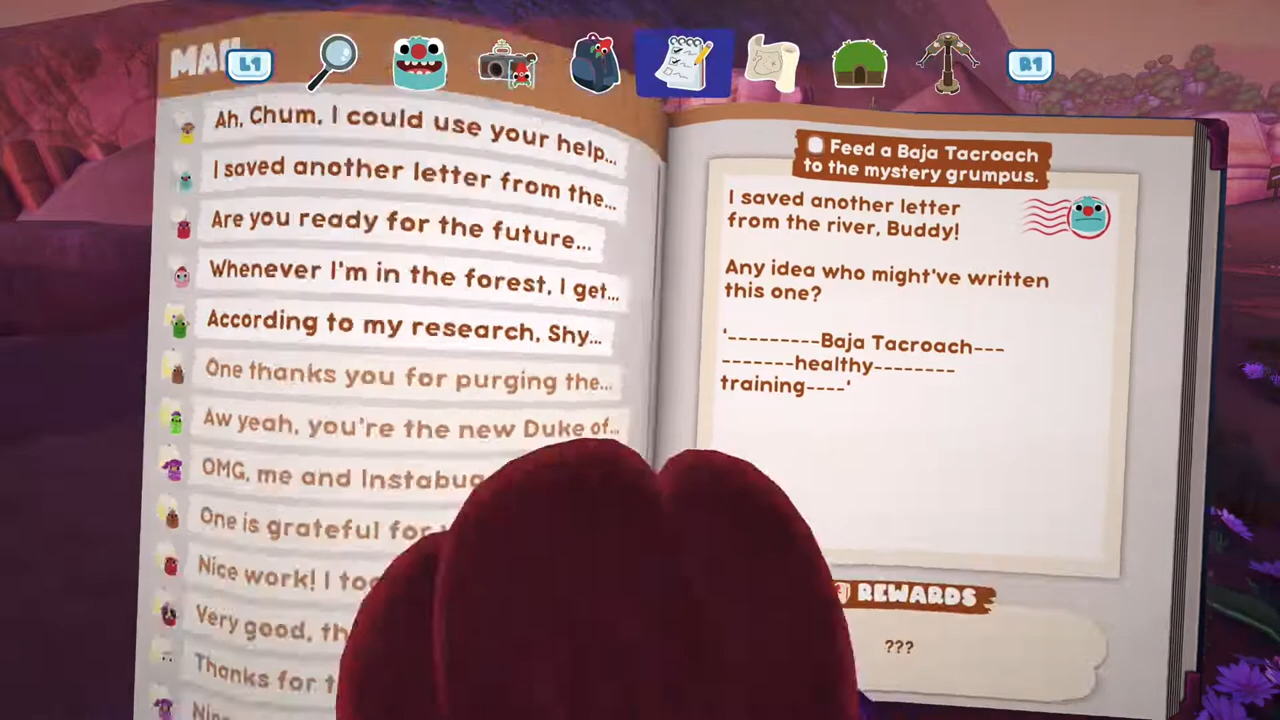 MAIL
L1
R1
Ah, Chum, I could use your help...
I saved another letter from the...
Are you ready for the future...
Whenever I'm in the forest, I get...
According to my research, Shy...
One thanks you for purging the...
Aw yeah, you're the new Duke of...
OMG, me and
One is grateful for
Nice work! I
Very good,
Thanks for
Feed a Baja Tacroach
to the mystery grumpus.
I saved another letter
from the river, Buddy!
Any idea who might've written
this one?
'---------Baja Tacroach---
-------healthy--------
training----'
REWARDS
???